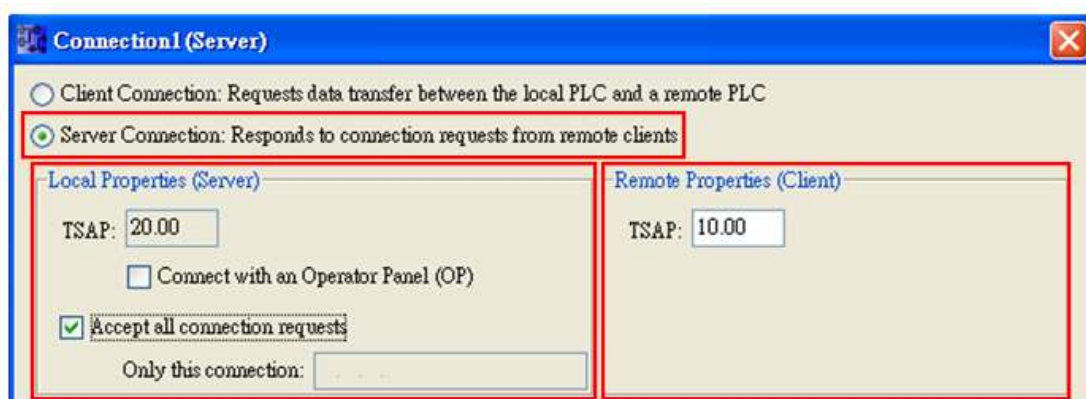 Connection1 (Server)
Client Connection: Requests data transfer between the local PLC and a remote PLC
Server Connection: Responds to connection requests from remote clients
Local Properties (Server)
TSAP: 20.00
Connect with an Operator Panel (OP)
Accept all connection requests
Only this connection: . . .
Remote Properties (Client)
TSAP: 10.00